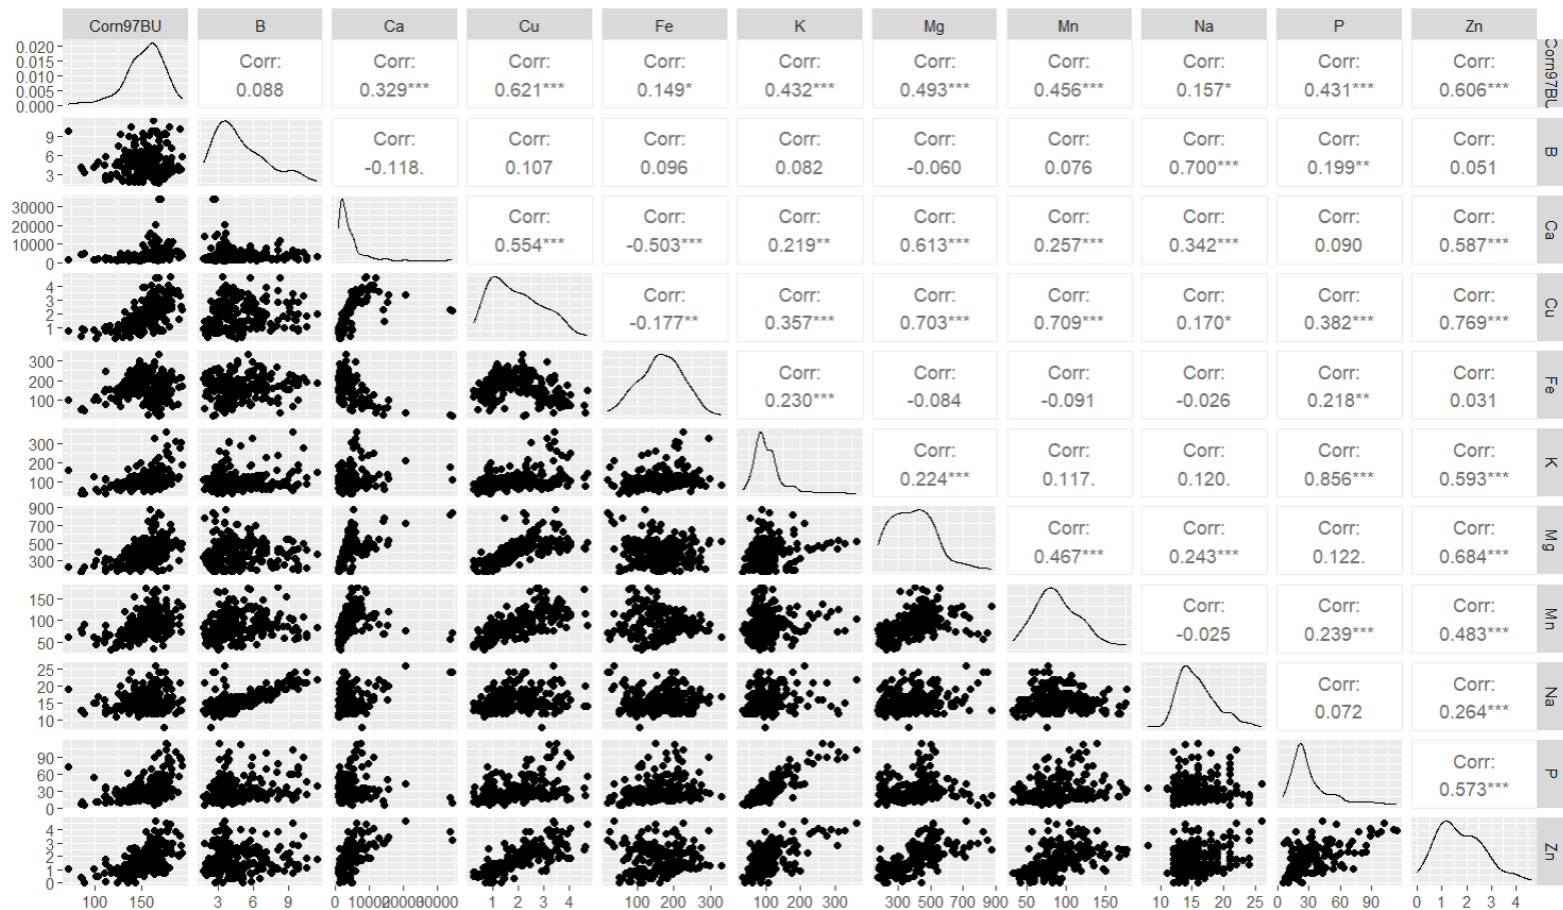 Corn97BU B Ca Cu Fe K Mg Mn Na P Zn
0.020
0.015
0.010
0.005
0.000
Corr: Corr: Corr: Corr: Corr: Corr: Corr: Corr: Corr: Corr:
0.088 0.329*** 0.621*** 0.149* 0.432*** 0.493*** 0.456*** 0.157* 0.431*** 0.606***
Corn97BU
9
6
3
Corr: Corr: Corr: Corr: Corr: Corr: Corr: Corr: Corr:
-0.118. 0.107 0.096 0.082 -0.060 0.076 0.700*** 0.199** 0.051
B
30000
20000
10000
0
Corr: Corr: Corr: Corr: Corr: Corr: Corr: Corr:
0.554*** -0.503*** 0.219** 0.613*** 0.257*** 0.342*** 0.090 0.587***
Ca
4
3
2
1
Corr: Corr: Corr: Corr: Corr: Corr: Corr:
-0.177** 0.357*** 0.703*** 0.709*** 0.170* 0.382*** 0.769***
Cu
300
200
100
Corr: Corr: Corr: Corr: Corr: Corr:
0.230*** -0.084 -0.091 -0.026 0.218** 0.031
Fe
300
200
100
Corr: Corr: Corr: Corr: Corr:
0.224*** 0.117. 0.120. 0.856*** 0.593***
K
900
700
500
300
Corr: Corr: Corr: Corr:
0.467*** 0.243*** 0.122. 0.684***
Mg
150
100
50
Corr: Corr: Corr:
-0.025 0.239*** 0.483***
Mn
25
20
15
10
Corr: Corr:
0.072 0.264***
Na
90
60
30
0
Corr:
0.573***
P
4
3
2
1
0
Zn
100 150 3 6 9 0 10000 20000 30000 1 2 3 4 100 200 300 100 200 300 300 500 700 900 50 100 150 10 15 20 25 0 30 60 90 0 1 2 3 4